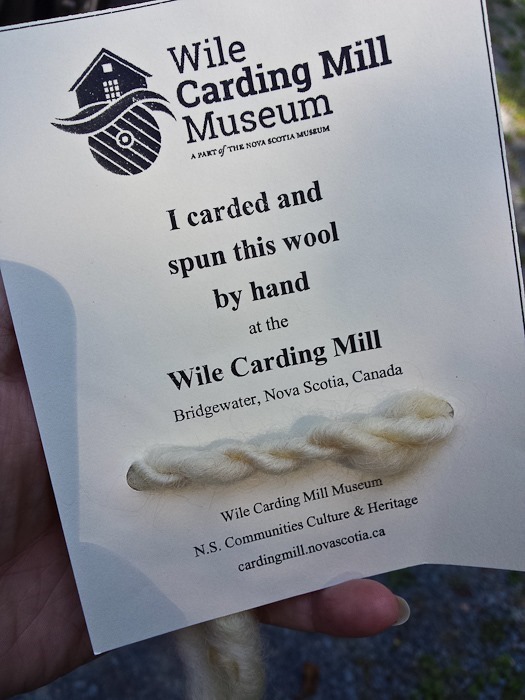 Wile
Carding Mill
Museum
A PART of THE NOVA SCOTIA MUSEUM
I carded and
spun this wool
by hand
at the
Wile Carding Mill
Bridgewater, Nova Scotia, Canada
Wile Carding Mill Museum
N.S. Communities Culture & Heritage
cardingmill.novascotia.ca